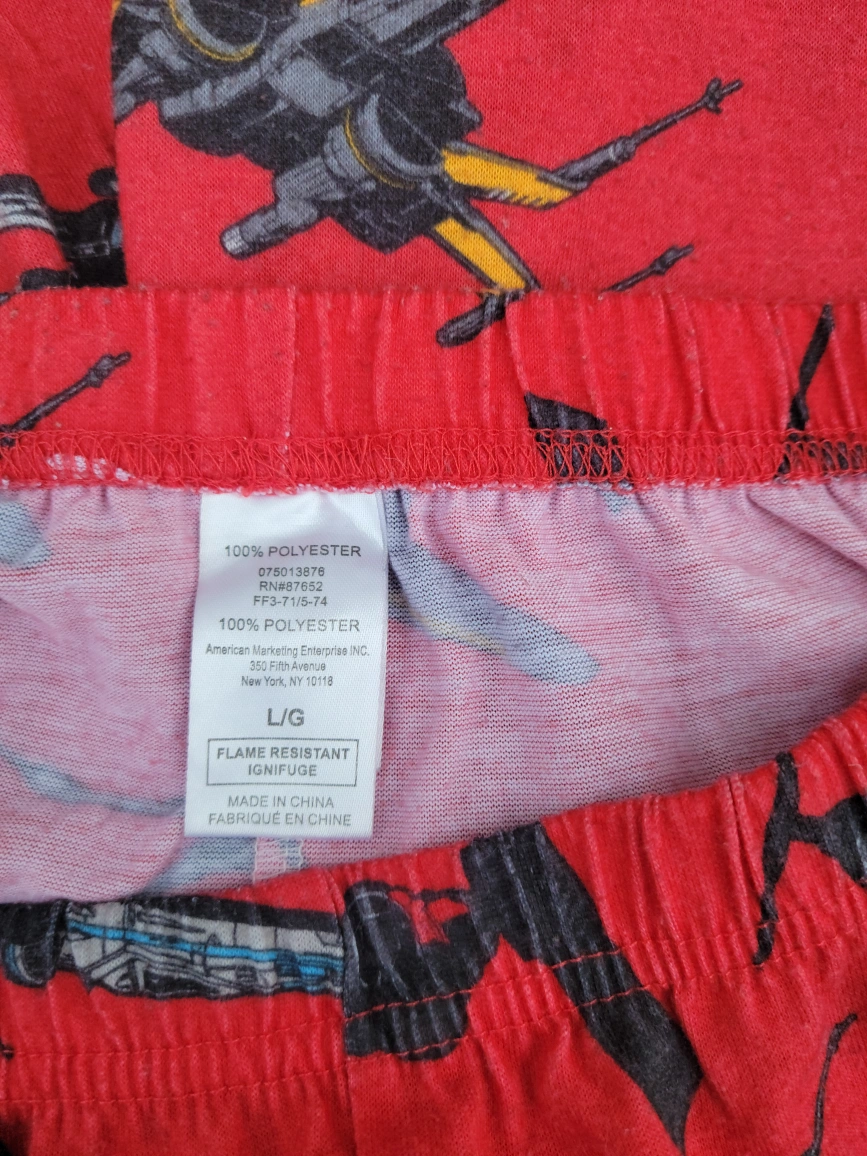 100% POLYESTER
075013876
RN#87652
FF3-71/5-74
100% POLYESTER
American Marketing Enterprise INC.
350 Fifth Avenue
New York, NY 10118
L/G
FLAME RESISTANT
IGNIFUGE
MADE IN CHINA
FABRIQUÉ EN CHINE